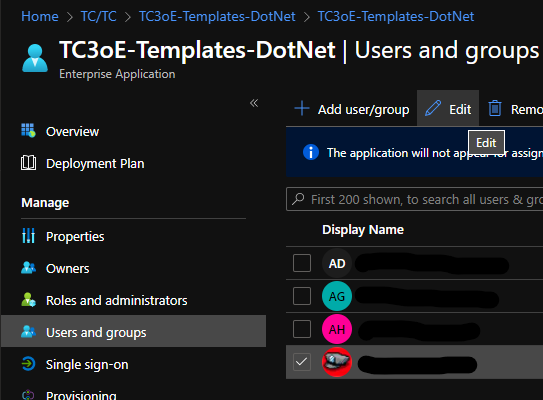 Home > TC/TC > TC3oE-Templates-DotNet > TC3oE-Templates-DotNet
TC3oE-Templates-DotNet | Users and groups
Enterprise Application
«
Overview
Deployment Plan
Manage
Properties
Owners
Roles and administrators
Users and groups
Single sign-on
Provisioning
+ Add user/group
Edit
Remo
Edit
The application will not appear for assign
First 200 shown, to search all users & gro
Display Name
AD
AG
AH